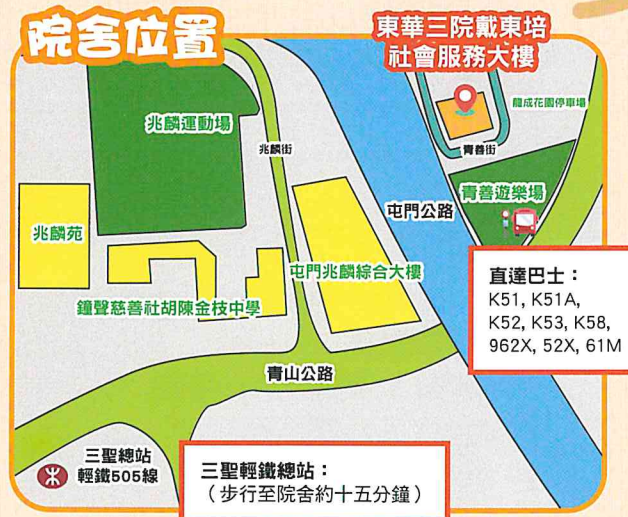 院舍位置
東華三院戴東培
社會服務大樓
龍成花園停車場
兆麟運動場
兆麟街
青善街
青善遊樂場
屯門公路
兆麟苑
屯門兆麟綜合大樓
鐘聲慈善社胡陳金枝中學
直達巴士：
K51, K51A,
K52, K53, K58,
962X, 52X, 61M
青山公路
三聖總站
輕鐵505線
三聖輕鐵總站：
（步行至院舍約十五分鐘）